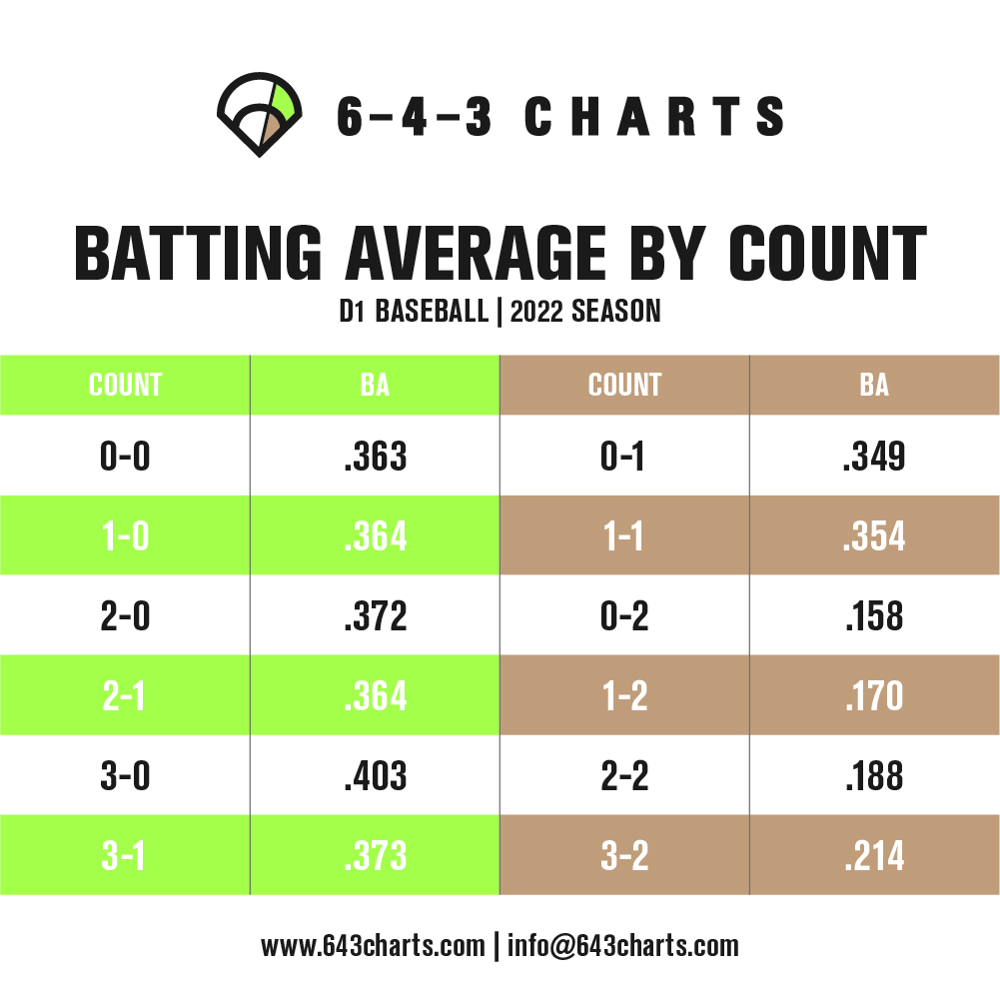 6-4-3 CHARTS
BATTING AVERAGE BY COUNT
D1 BASEBALL | 2022 SEASON
COUNT BA COUNT BA
0-0 .363 0-1 .349
1-0 .364 1-1 .354
2-0 .372 0-2 .158
2-1 .364 1-2 .170
3-0 .403 2-2 .188
3-1 .373 3-2 .214
www.643charts.com | info@643charts.com